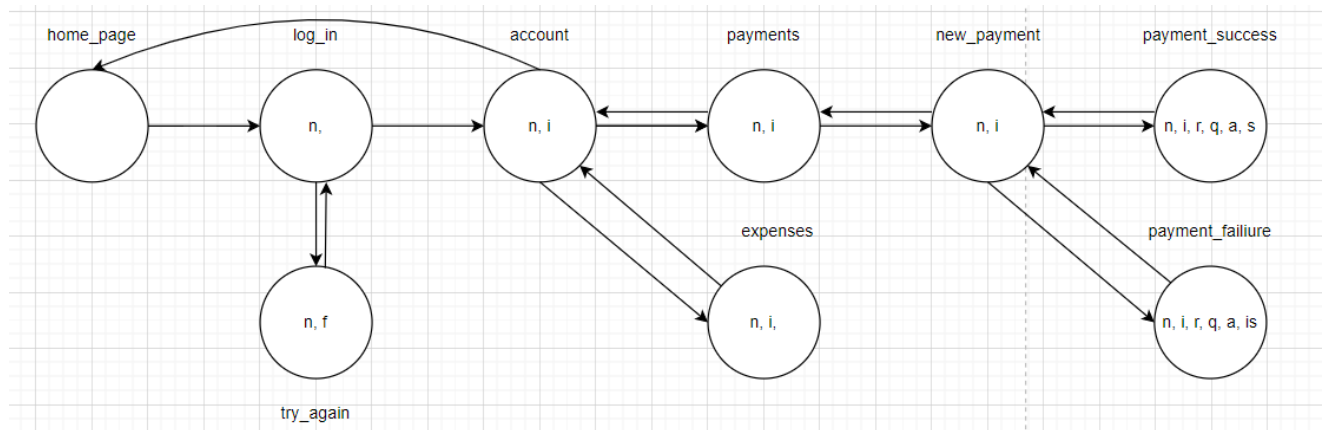 home_page
log_in
account
payments
new_payment
payment_success
n,
n, i
n, i
n, i
n, i, r, q, a, s
expenses
payment_failiure
n, f
n, i,
n, i, r, q, a, is
try_again